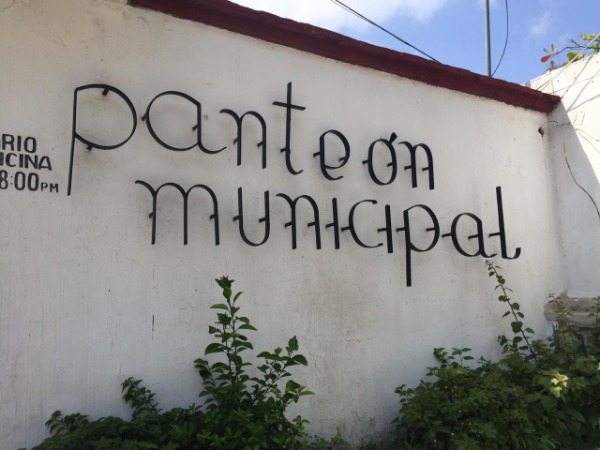 panteón
municipal
RIO
CINA
8:00PM